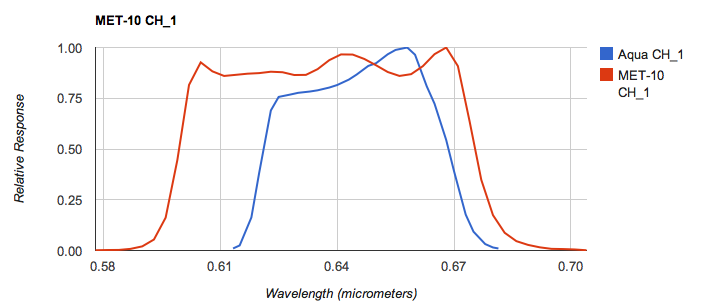 MET-10 CH_1
1.00
0.75
0.50
0.25
0.00
Relative Response
0.58 0.61 0.64 0.67 0.70
Wavelength (micrometers)
Aqua CH_1
MET-10
CH_1